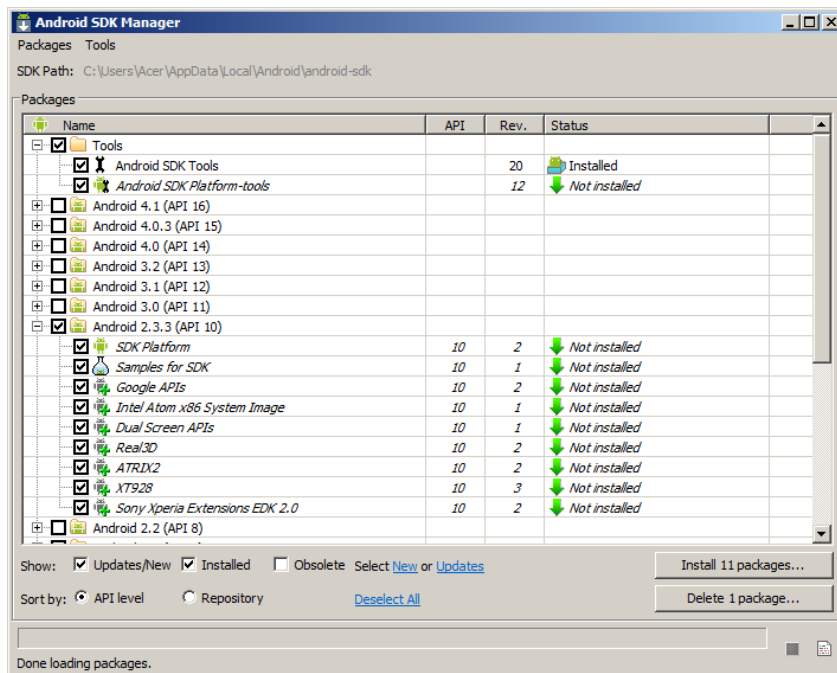 Android SDK Manager
Packages Tools
SDK Path: C:\Users\Acer\AppData\Local\Android\android-sdk
Packages
Name API Rev. Status
Tools
Android SDK Tools 20 Installed
Android SDK Platform-tools 12 Not installed
Android 4.1 (API 16)
Android 4.0.3 (API 15)
Android 4.0 (API 14)
Android 3.2 (API 13)
Android 3.1 (API 12)
Android 3.0 (API 11)
Android 2.3.3 (API 10)
SDK Platform 10 2 Not installed
Samples for SDK 10 1 Not installed
Google APIs 10 2 Not installed
Intel Atom x86 System Image 10 1 Not installed
Dual Screen APIs 10 1 Not installed
Real3D 10 2 Not installed
ATRIX2 10 2 Not installed
XT928 10 3 Not installed
Sony Xperia Extensions EDK 2.0 10 2 Not installed
Android 2.2 (API 8)
Show: Updates/New Installed Obsolete Select New or Updates Install 11 packages...
Sort by: API level Repository Deselect All Delete 1 package...
Done loading packages.